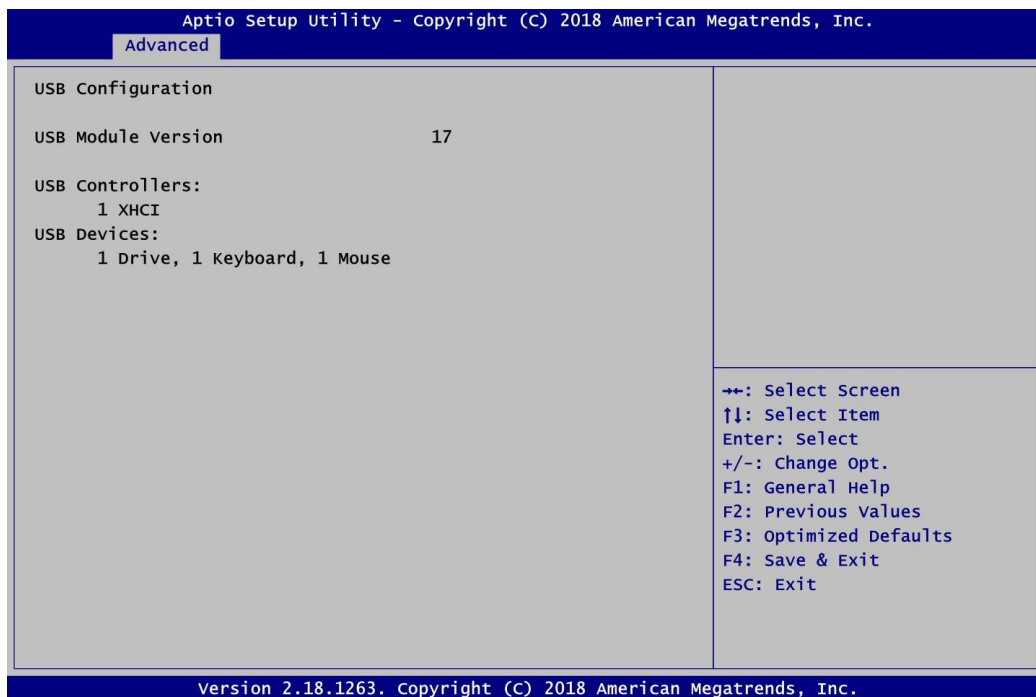 Aptio Setup Utility - Copyright (C) 2018 American Megatrends, Inc.
Advanced
USB Configuration
USB Module Version 17
USB Controllers:
1 XHCI
USB Devices:
1 Drive, 1 Keyboard, 1 Mouse
→←: Select Screen
↑↓: Select Item
Enter: Select
+/-: Change Opt.
F1: General Help
F2: Previous Values
F3: Optimized Defaults
F4: Save & Exit
ESC: Exit
Version 2.18.1263. Copyright (C) 2018 American Megatrends, Inc.